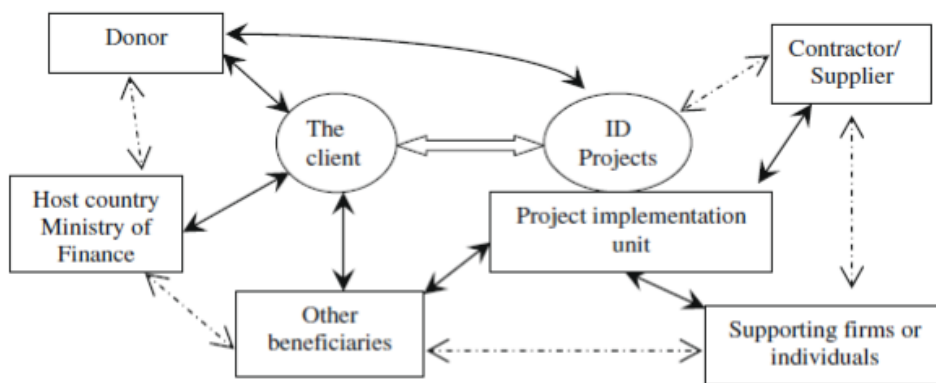 Donor
Contractor/
Supplier
The
client
ID
Projects
Host country
Ministry of
Finance
Project implementation
unit
Other
beneficiaries
Supporting firms or
individuals